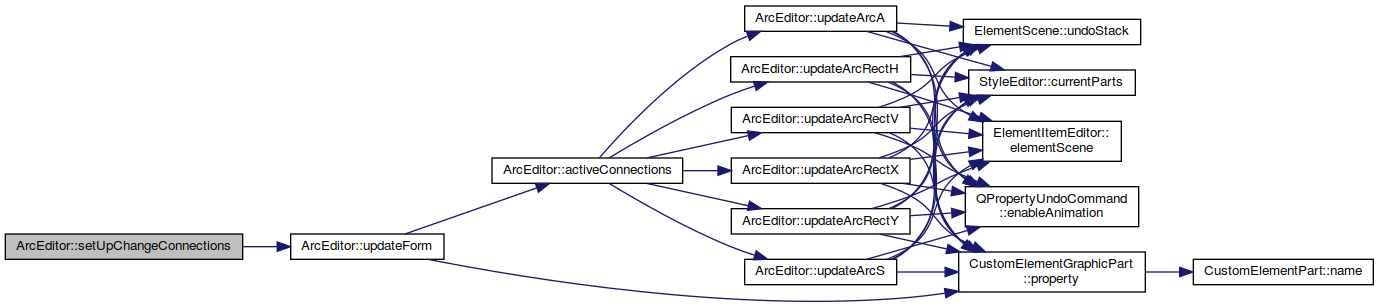 ArcEditor::setUpChangeConnections
ArcEditor::updateForm
ArcEditor::activeConnections
ArcEditor::updateArcA
ArcEditor::updateArcRectH
ArcEditor::updateArcRectV
ArcEditor::updateArcRectX
ArcEditor::updateArcRectY
ArcEditor::updateArcS
ElementScene::undoStack
StyleEditor::currentParts
ElementItemEditor::
elementScene
QPropertyUndoCommand
::enableAnimation
CustomElementGraphicPart
::property
CustomElementPart::name